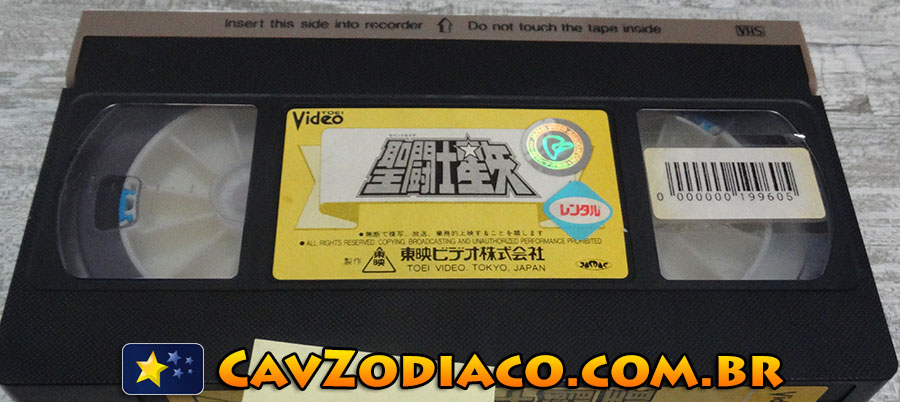 Insert this side into recorder ⇧ Do not touch the tape inside
VHS
TOEI
Video
聖闘士星矢
レンタル
0 000000 199605
●無断で複写、放送、業務的上映することを禁じます
●ALL RIGHTS RESERVED. COPYING, BROADCASTING AND UNAUTHORIZED PERFORMANCE PROHIBITED.
製作 東映 東映ビデオ株式会社
TOEI VIDEO. TOKYO, JAPAN
CavZodiaco.com.br